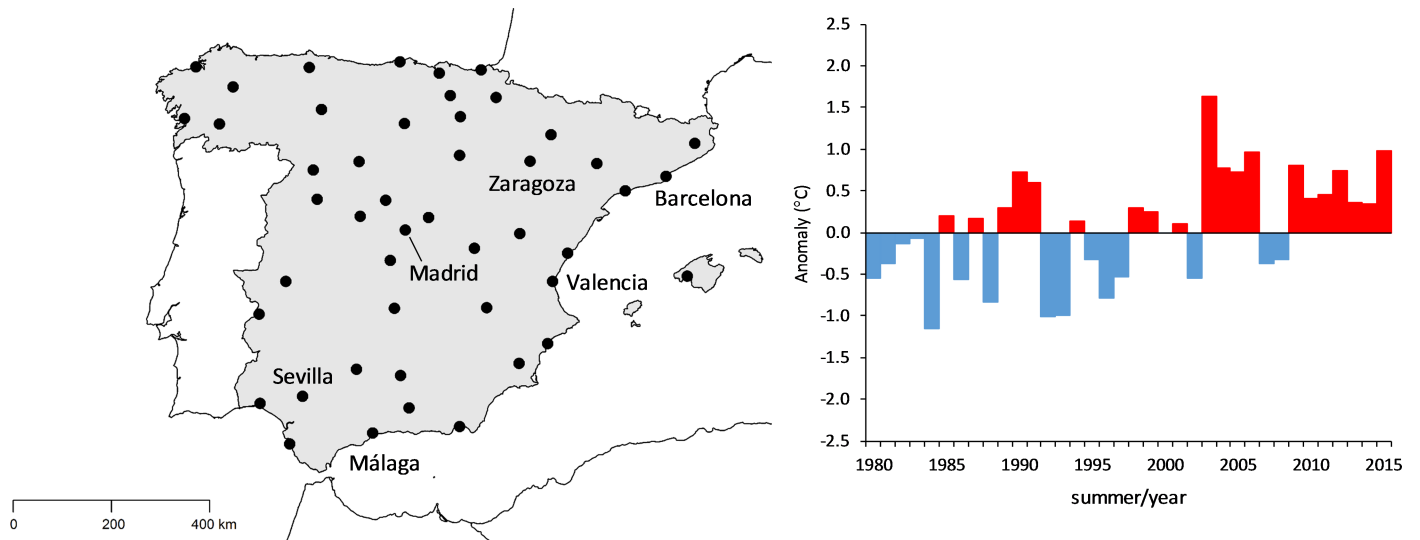 Zaragoza
Barcelona
Madrid
Valencia
Sevilla
Málaga
0 200 400 km
2.5
2.0
1.5
1.0
0.5
0.0
-0.5
-1.0
-1.5
-2.0
-2.5
Anomaly (°C)
1980 1985 1990 1995 2000 2005 2010 2015
summer/year